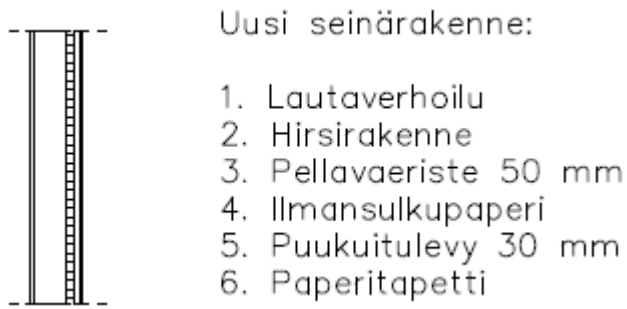 Uusi seinärakenne:
1. Lautaverhoilu
2. Hirsirakenne
3. Pellavaeriste 50 mm
4. Ilmansulkupaperi
5. Puukuitulevy 30 mm
6. Paperitapetti